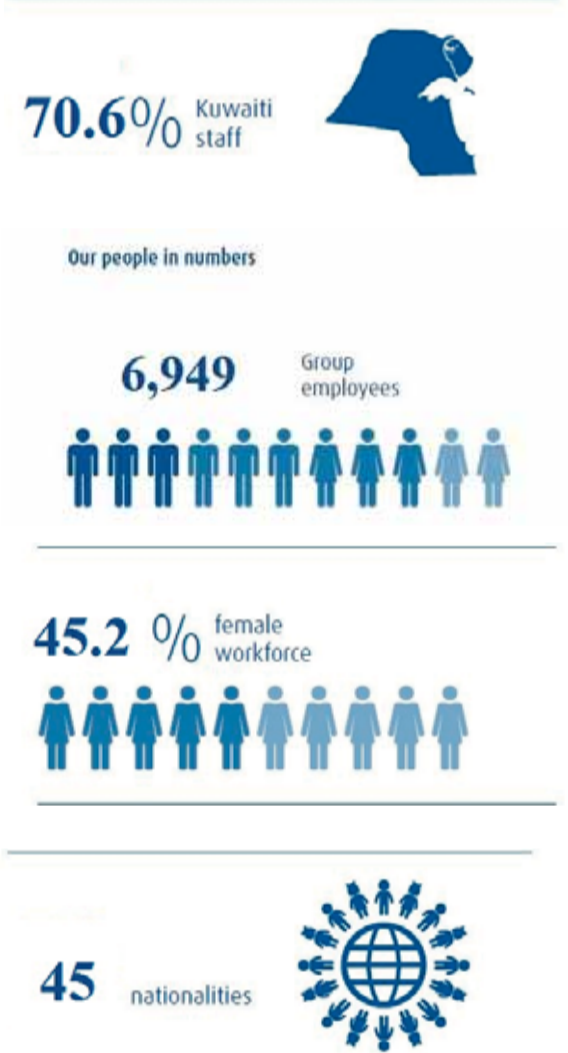 70.6% Kuwaiti
staff
Our people in numbers
6,949 Group
employees
45.2 % female
workforce
45 nationalities